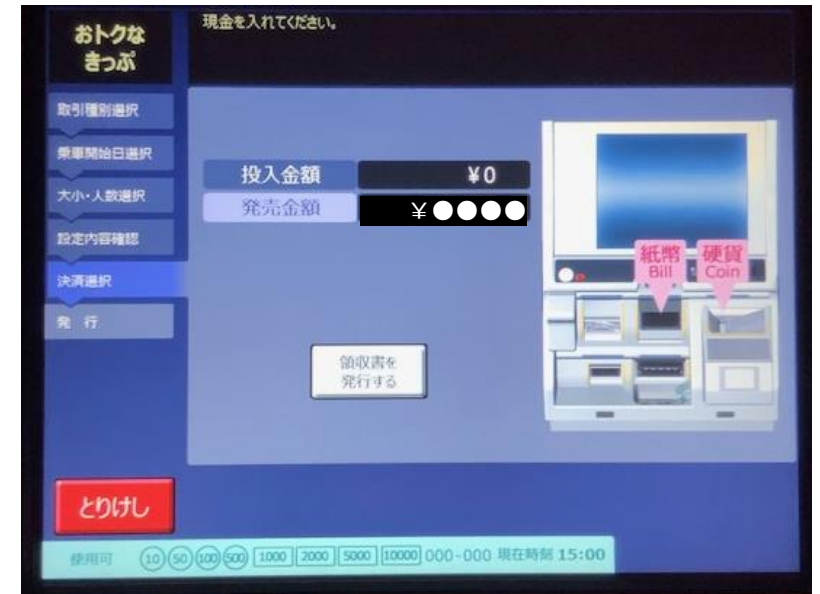 おトクな
きっぷ
現金を入れてください。
取引種別選択
乗車開始日選択
大小・人数選択
設定内容確認
決済選択
発 行
投入金額 ¥0
発売金額 ¥●●●●
紙幣
Bill
硬貨
Coin
領収書を
発行する
とりけし
使用可 10 50 100 500 1000 2000 5000 10000 000-000 現在時刻 15:00